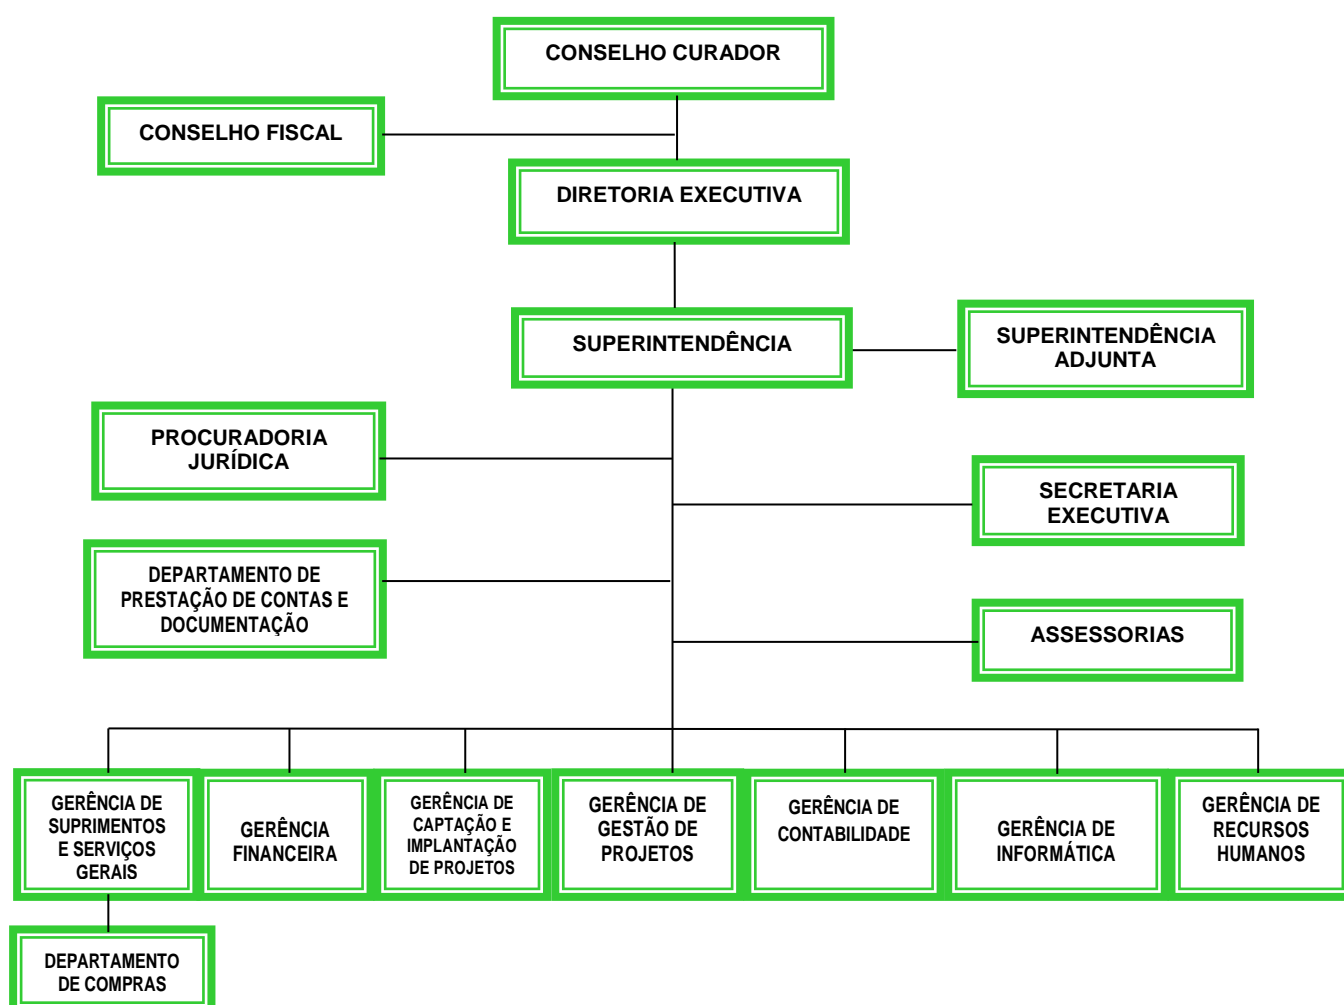 CONSELHO CURADOR
CONSELHO FISCAL
DIRETORIA EXECUTIVA
SUPERINTENDÊNCIA
SUPERINTENDÊNCIA
ADJUNTA
PROCURADORIA
JURÍDICA
SECRETARIA
EXECUTIVA
DEPARTAMENTO DE
PRESTAÇÃO DE CONTAS E
DOCUMENTAÇÃO
ASSESSORIAS
GERÊNCIA DE
SUPRIMENTOS
E SERVIÇOS
GERAIS
GERÊNCIA
FINANCEIRA
GERÊNCIA DE
CAPTAÇÃO E
IMPLANTAÇÃO
DE PROJETOS
GERÊNCIA DE
GESTÃO DE
PROJETOS
GERÊNCIA DE
CONTABILIDADE
GERÊNCIA DE
INFORMÁTICA
GERÊNCIA DE
RECURSOS
HUMANOS
DEPARTAMENTO
DE COMPRAS